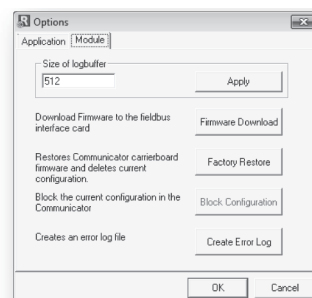 Options
Application Module
Size of logbuffer
512 Apply
Download Firmware to the fieldbus
interface card
Firmware Download
Restores Communicator carrierboard
firmware and deletes current
configuration.
Factory Restore
Block the current configuration in the
Communicator
Block Configuration
Creates an error log file
Create Error Log
OK Cancel